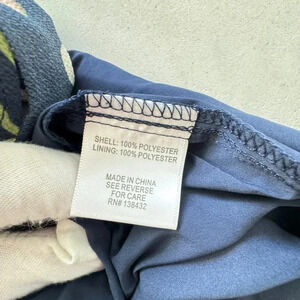 SHELL: 100% POLYESTER
LINING: 100% POLYESTER
MADE IN CHINA
SEE REVERSE
FOR CARE
RN# 138432